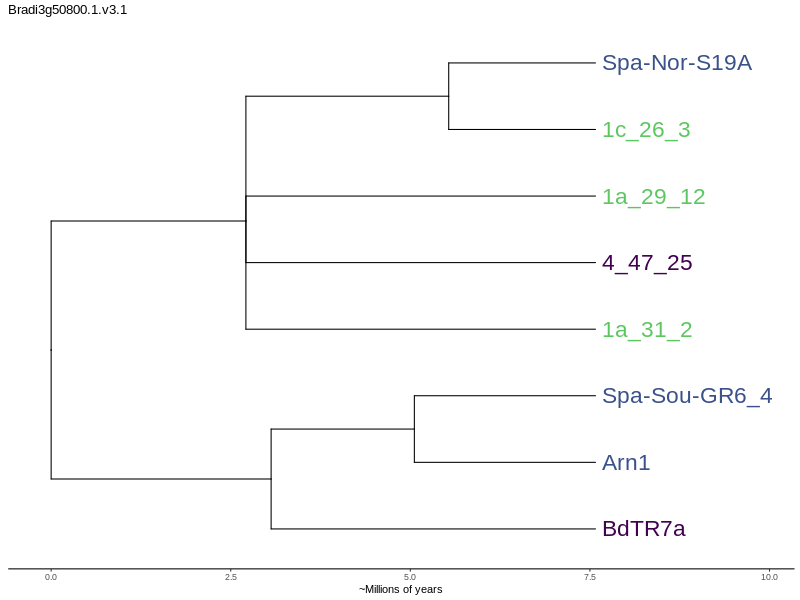 Bradi3g50800.1.v3.1
Spa-Nor-S19A
1c_26_3
1a_29_12
4_47_25
1a_31_2
Spa-Sou-GR6_4
Arn1
BdTR7a
0.0 2.5 5.0 7.5 10.0
~Millions of years